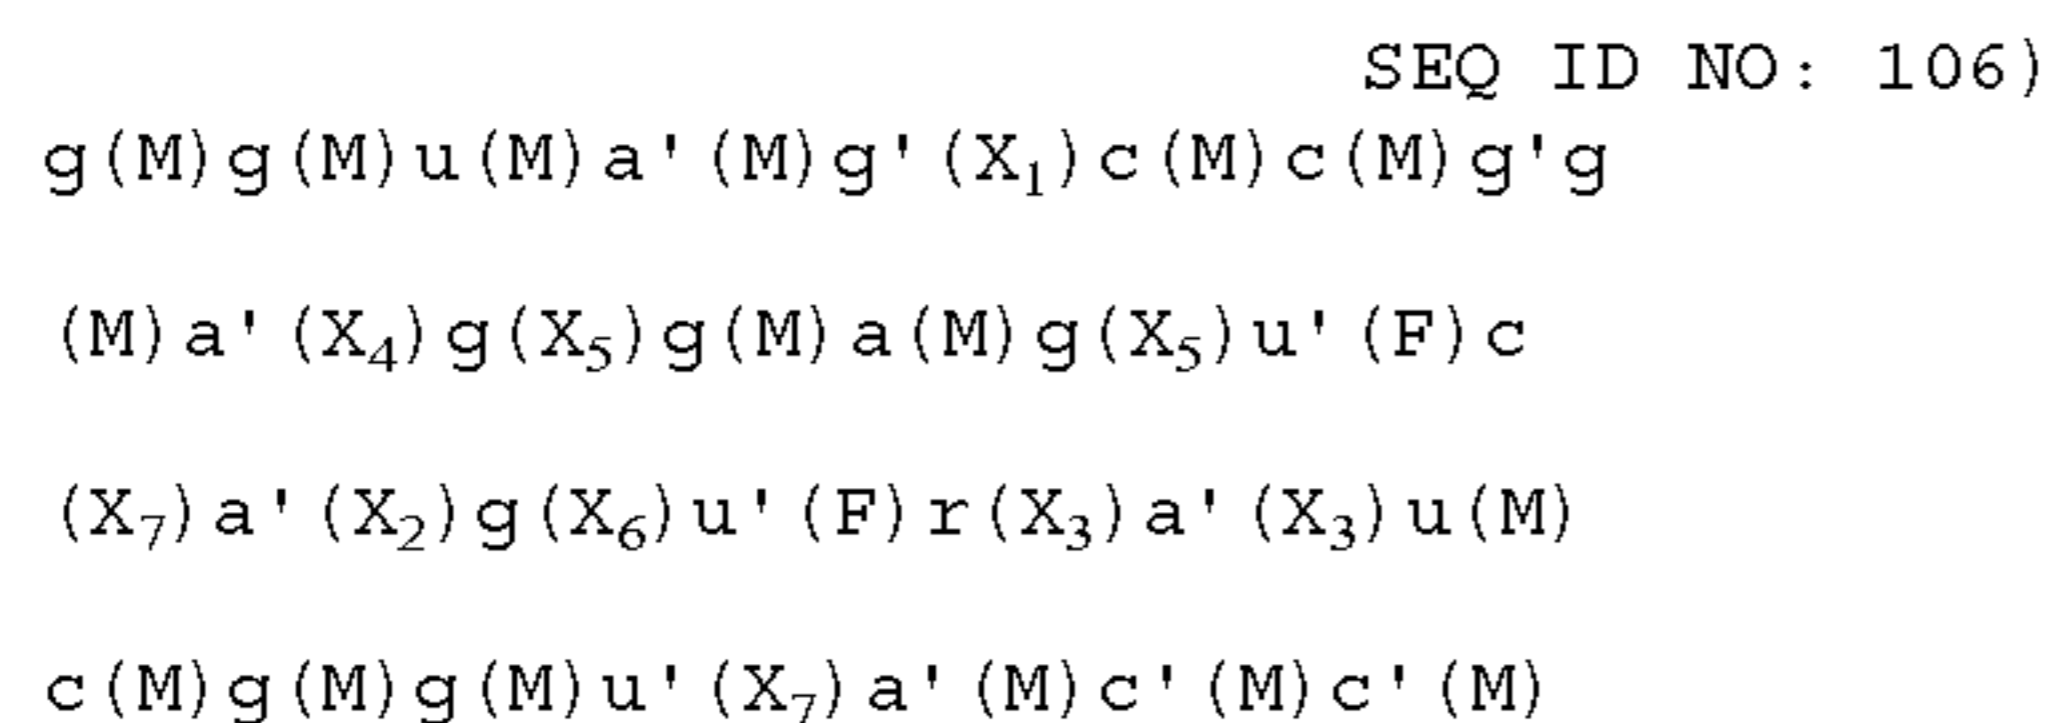 SEQ ID NO: 106)
g(M)g(M)u(M)a'(M)g'(X₁)c(M)c(M)g'g
(M)a'(X₄)g(X₅)g(M)a(M)g(X₅)u'(F)c
(X₇)a'(X₂)g(X₆)u'(F)r(X₃)a'(X₃)u(M)
c(M)g(M)g(M)u'(X₇)a'(M)c'(M)c'(M)